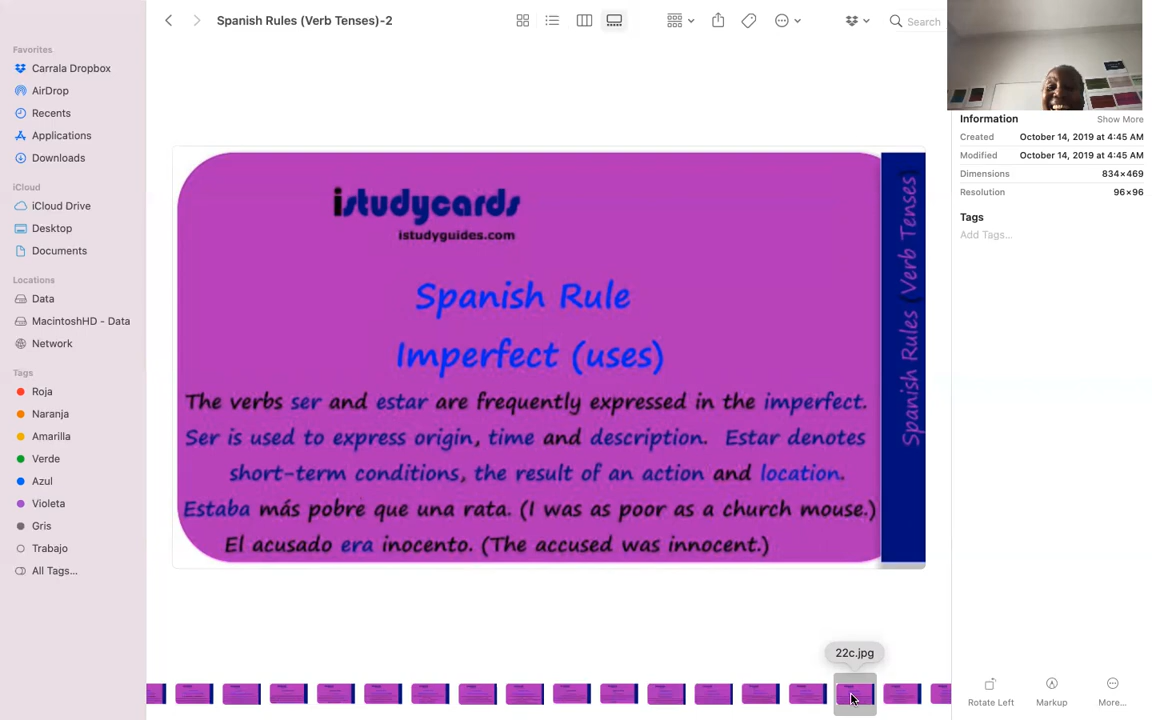 Spanish Rules (Verb Tenses)-2
Search
Favorites
Carrala Dropbox
AirDrop
Recents
Applications
Downloads
iCloud
iCloud Drive
Desktop
Documents
Locations
Data
MacintoshHD - Data
Network
Tags
Roja
Naranja
Amarilla
Verde
Azul
Violeta
Gris
Trabajo
All Tags...
istudycards
istudyguides.com
Spanish Rule
Imperfect (uses)
The verbs ser and estar are frequently expressed in the imperfect.
Ser is used to express origin, time and description. Estar denotes
short-term conditions, the result of an action and location.
Estaba más pobre que una rata. (I was as poor as a church mouse.)
El acusado era inocento. (The accused was innocent.)
Spanish Rules (Verb Tenses)
22c.jpg
Information Show More
Created October 14, 2019 at 4:45 AM
Modified October 14, 2019 at 4:45 AM
Dimensions 834×469
Resolution 96×96
Tags
Add Tags...
Rotate Left Markup More...